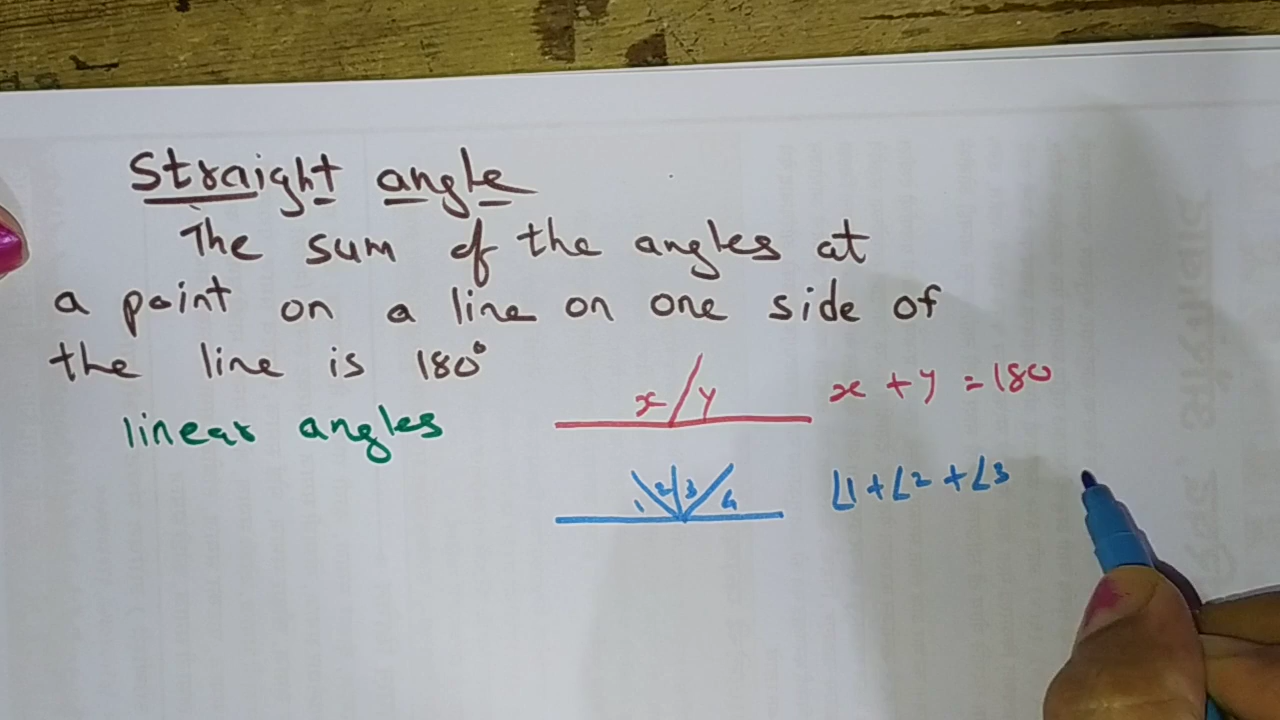 Straight angle
The sum of the angles at
a point on a line on one side of
the line is 180°
linear angles
x y
x + y = 180
1 2 3 4
∠1 + ∠2 + ∠3